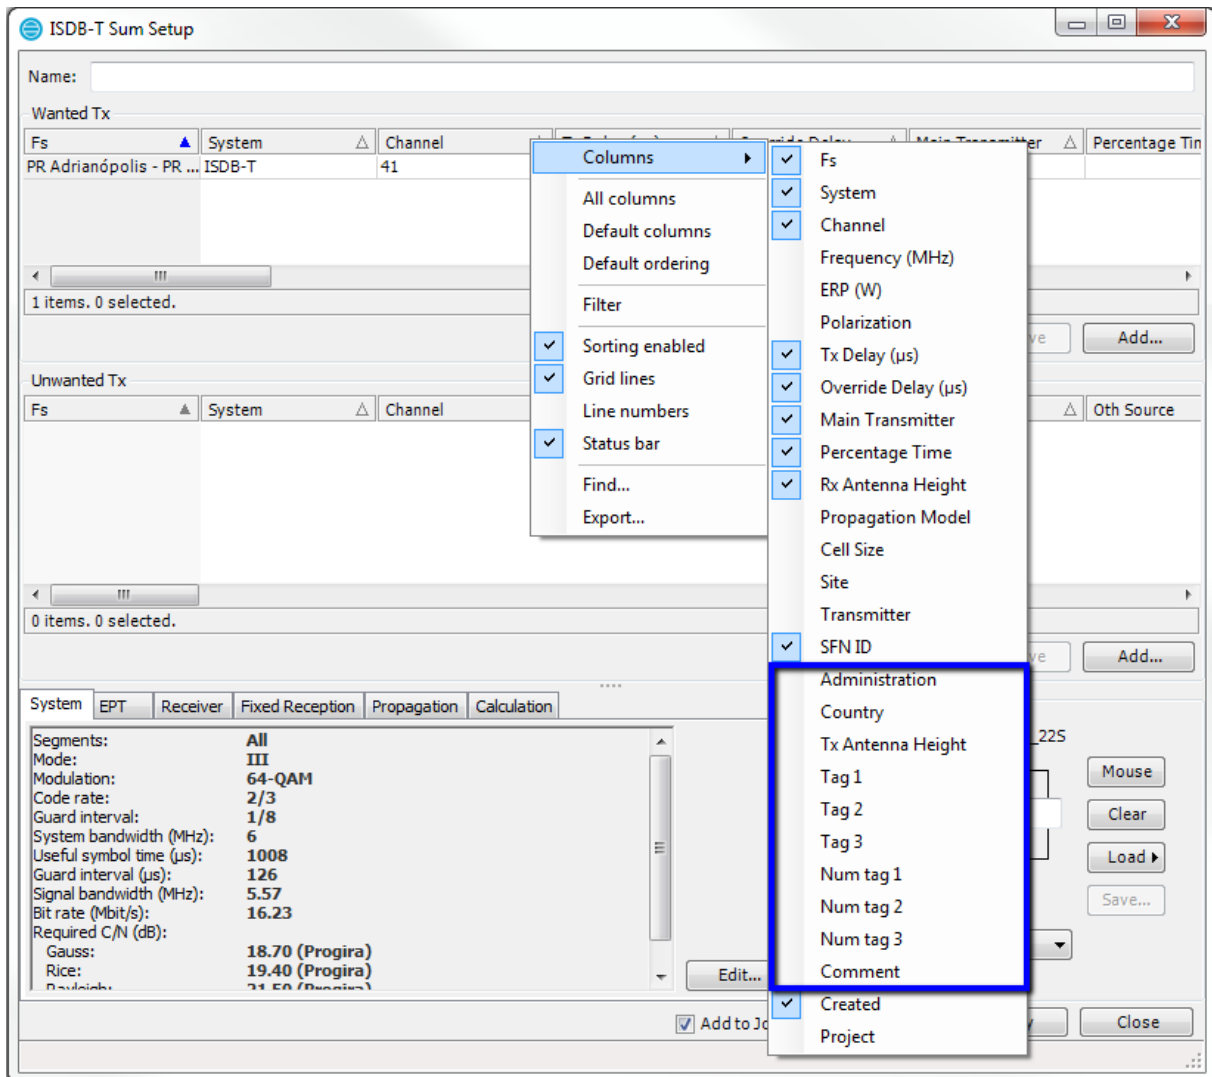 ISDB-T Sum Setup
Name:
Wanted Tx
Fs System Channel Main Transmitter Percentage Tim
PR Adrianópolis - PR ... ISDB-T 41
1 items. 0 selected.
Add...
Unwanted Tx
Fs System Channel Oth Source
0 items. 0 selected.
Add...
Columns
All columns
Default columns
Default ordering
Filter
Sorting enabled
Grid lines
Line numbers
Status bar
Find...
Export...
Fs
System
Channel
Frequency (MHz)
ERP (W)
Polarization
Tx Delay (µs)
Override Delay (µs)
Main Transmitter
Percentage Time
Rx Antenna Height
Propagation Model
Cell Size
Site
Transmitter
SFN ID
Administration
Country
Tx Antenna Height
Tag 1
Tag 2
Tag 3
Num tag 1
Num tag 2
Num tag 3
Comment
Created
Project
System EPT Receiver Fixed Reception Propagation Calculation
Segments: All
Mode: III
Modulation: 64-QAM
Code rate: 2/3
Guard interval: 1/8
System bandwidth (MHz): 6
Useful symbol time (µs): 1008
Guard interval (µs): 126
Signal bandwidth (MHz): 5.57
Bit rate (Mbit/s): 16.23
Required C/N (dB):
Gauss: 18.70 (Progira)
Rice: 19.40 (Progira)
Edit...
_22S
Mouse
Clear
Load
Save...
Add to Jo
Close